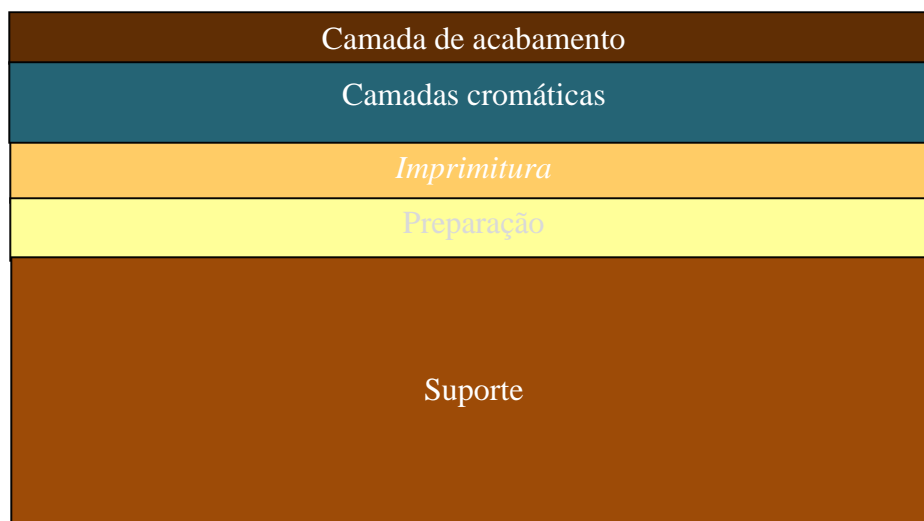 Camada de acabamento
Camadas cromáticas
Imprimitura
Preparação
Suporte